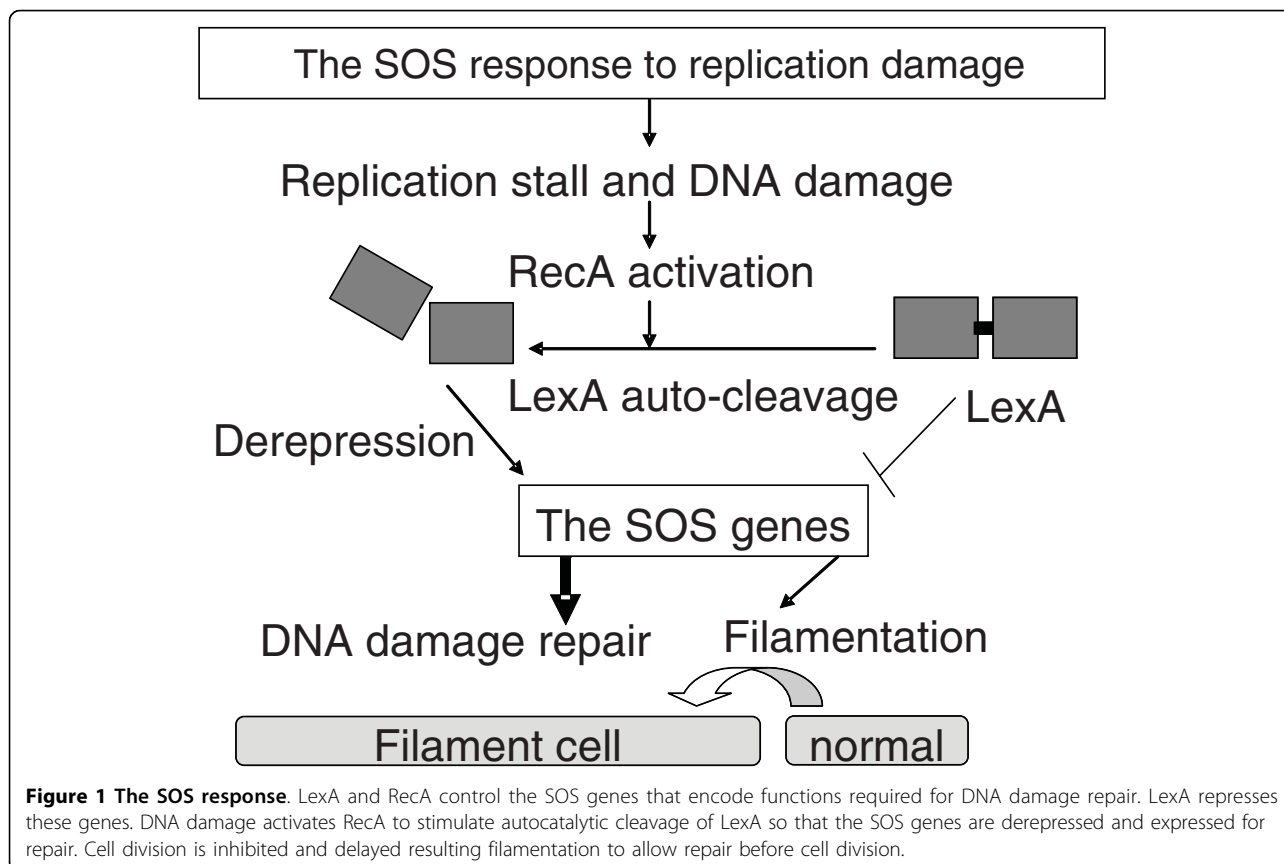 The SOS response to replication damage
Replication stall and DNA damage
RecA activation
LexA auto-cleavage
LexA
Derepression
The SOS genes
DNA damage repair
Filamentation
Filament cell
normal
Figure 1 The SOS response. LexA and RecA control the SOS genes that encode functions required for DNA damage repair. LexA represses
these genes. DNA damage activates RecA to stimulate autocatalytic cleavage of LexA so that the SOS genes are derepressed and expressed for
repair. Cell division is inhibited and delayed resulting filamentation to allow repair before cell division.